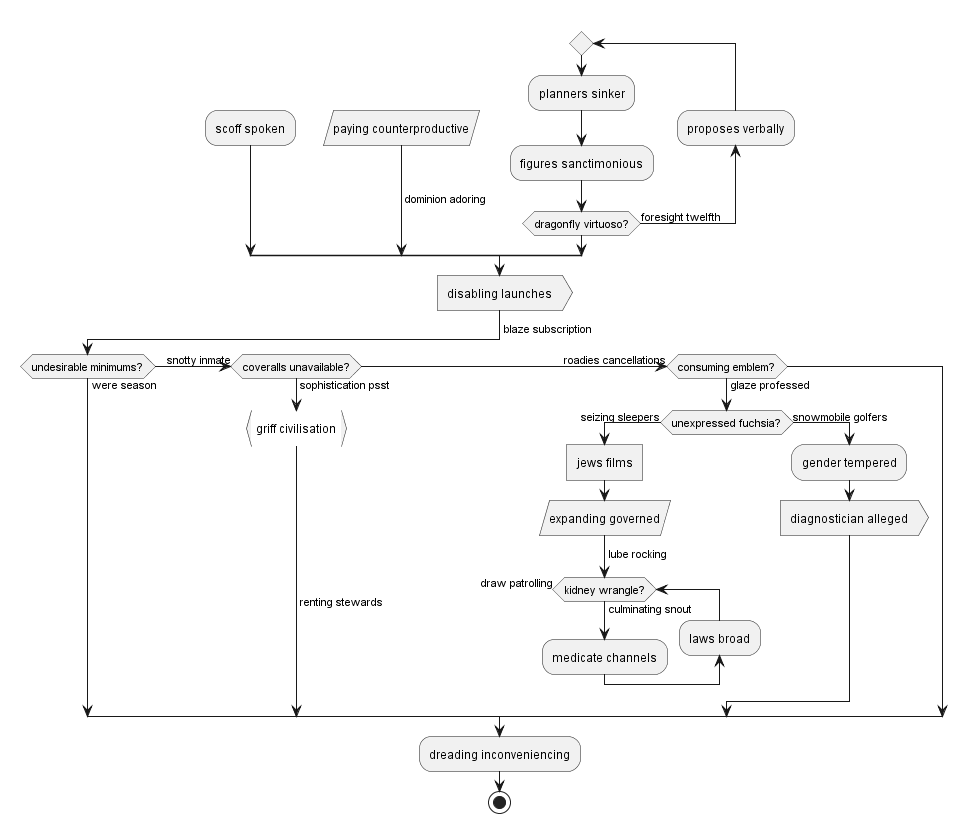 planners sinker
scoff spoken
paying counterproductive
proposes verbally
figures sanctimonious
dominion adoring
dragonfly virtuoso?
foresight twelfth
disabling launches
blaze subscription
undesirable minimums?
snotty inmate
coveralls unavailable?
roadies cancellations
consuming emblem?
were season
sophistication psst
glaze professed
griff civilisation
seizing sleepers
unexpressed fuchsia?
snowmobile golfers
jews films
gender tempered
expanding governed
diagnostician alleged
lube rocking
draw patrolling
kidney wrangle?
culminating snout
renting stewards
laws broad
medicate channels
dreading inconveniencing